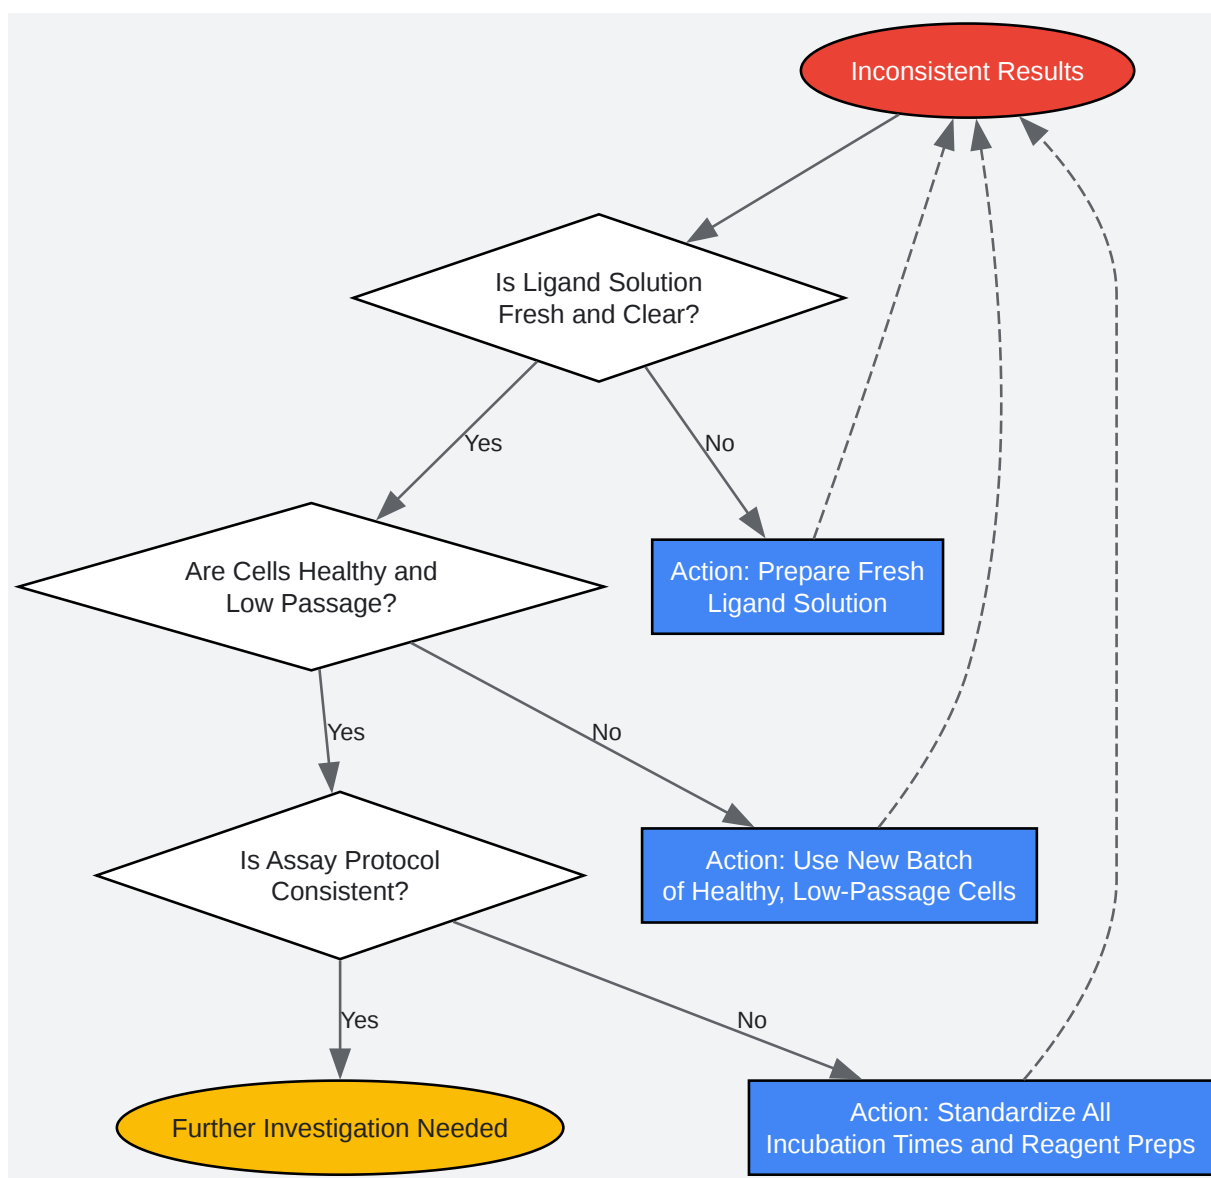 Inconsistent Results
Is Ligand Solution
Fresh and Clear?
Yes
No
Are Cells Healthy and
Low Passage?
Action: Prepare Fresh
Ligand Solution
Yes
No
Is Assay Protocol
Consistent?
Action: Use New Batch
of Healthy, Low-Passage Cells
Yes
No
Further Investigation Needed
Action: Standardize All
Incubation Times and Reagent Preps